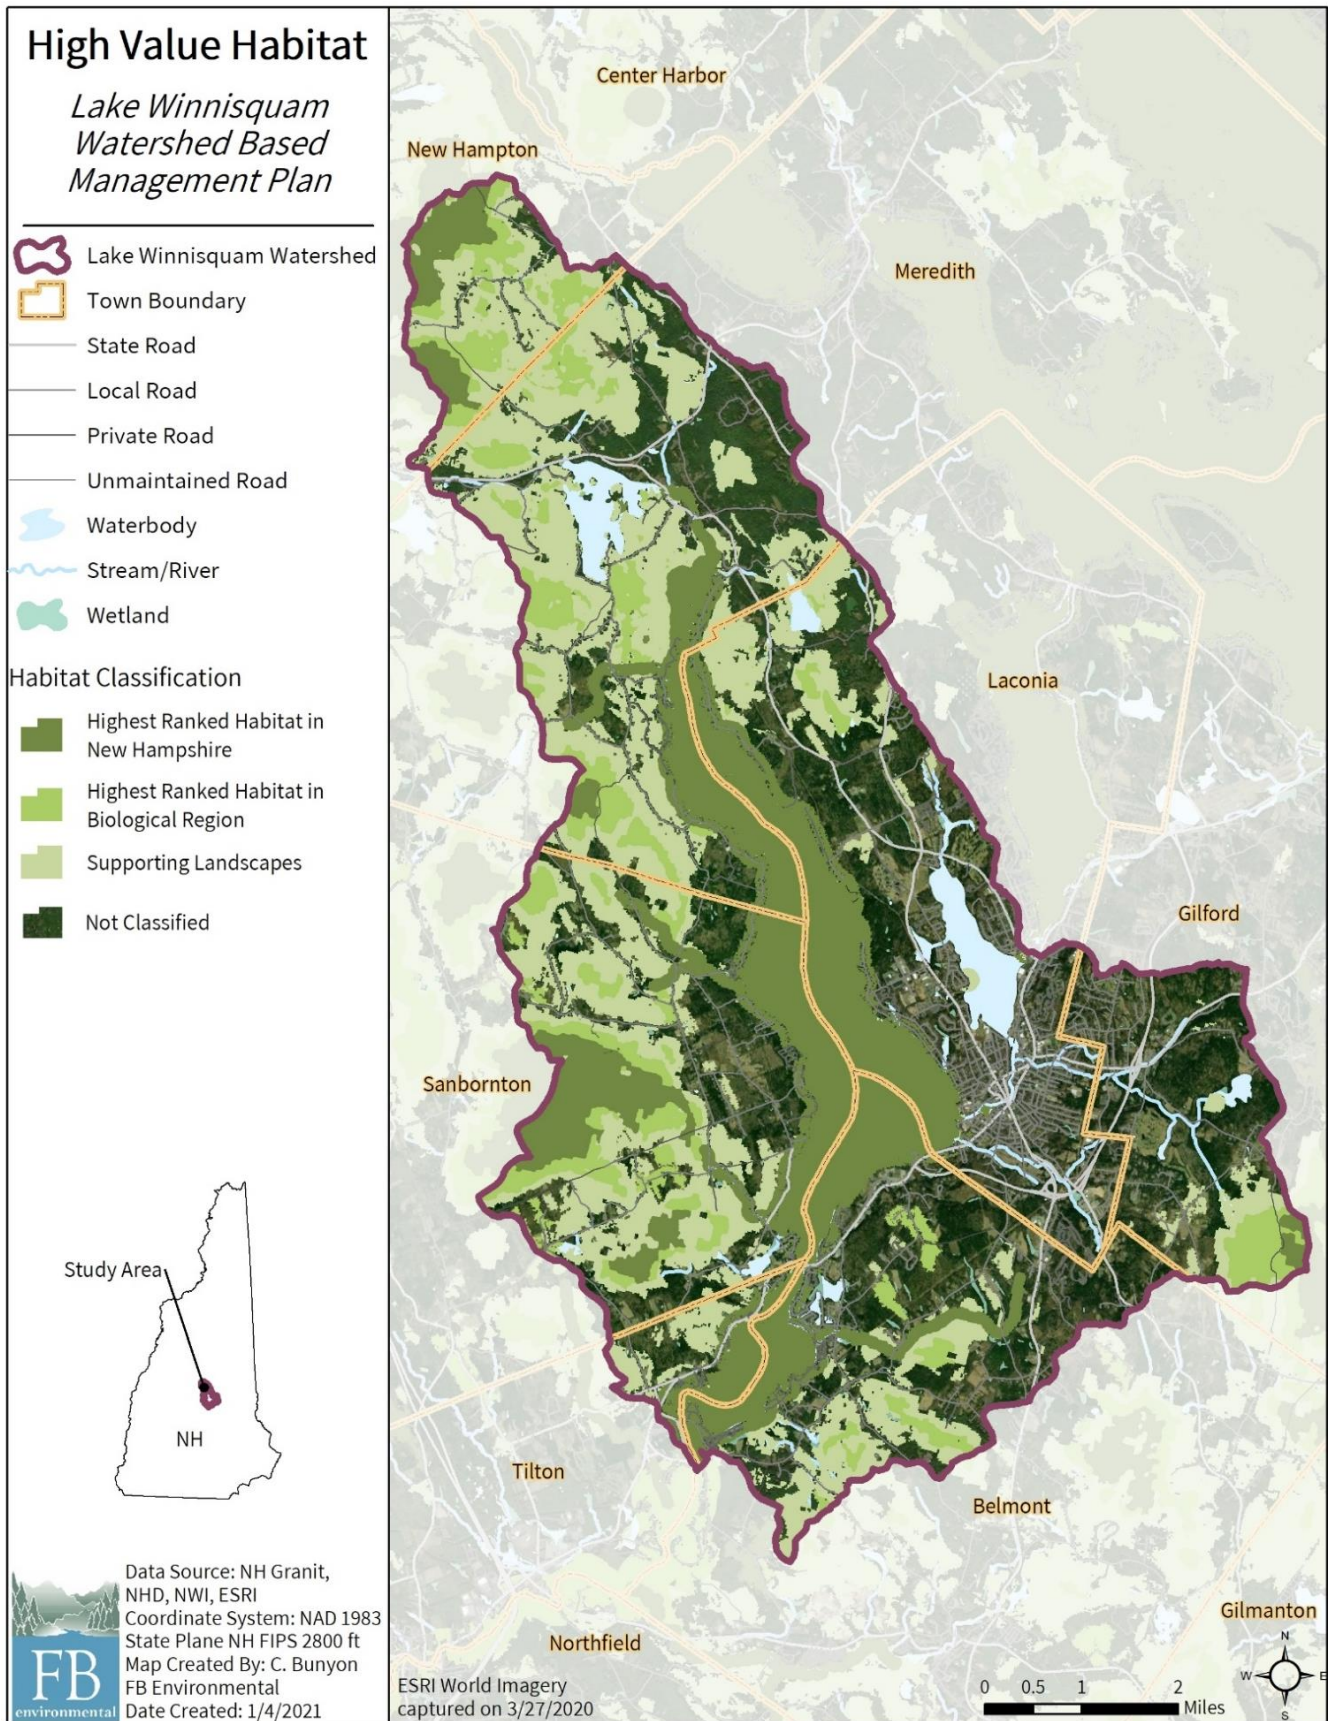 High Value Habitat
Lake Winnisquam
Watershed Based
Management Plan
Lake Winnisquam Watershed
Town Boundary
State Road
Local Road
Private Road
Unmaintained Road
Waterbody
Stream/River
Wetland
Habitat Classification
Highest Ranked Habitat in
New Hampshire
Highest Ranked Habitat in
Biological Region
Supporting Landscapes
Not Classified
Study Area
NH
FB
environmental
Data Source: NH Granit,
NHD, NWI, ESRI
Coordinate System: NAD 1983
State Plane NH FIPS 2800 ft
Map Created By: C. Bunyon
FB Environmental
Date Created: 1/4/2021
Center Harbor
New Hampton
Meredith
Laconia
Gilford
Sanbornton
Tilton
Belmont
Gilmanton
Northfield
ESRI World Imagery
captured on 3/27/2020
0 0.5 1 2
Miles
N
W E
S